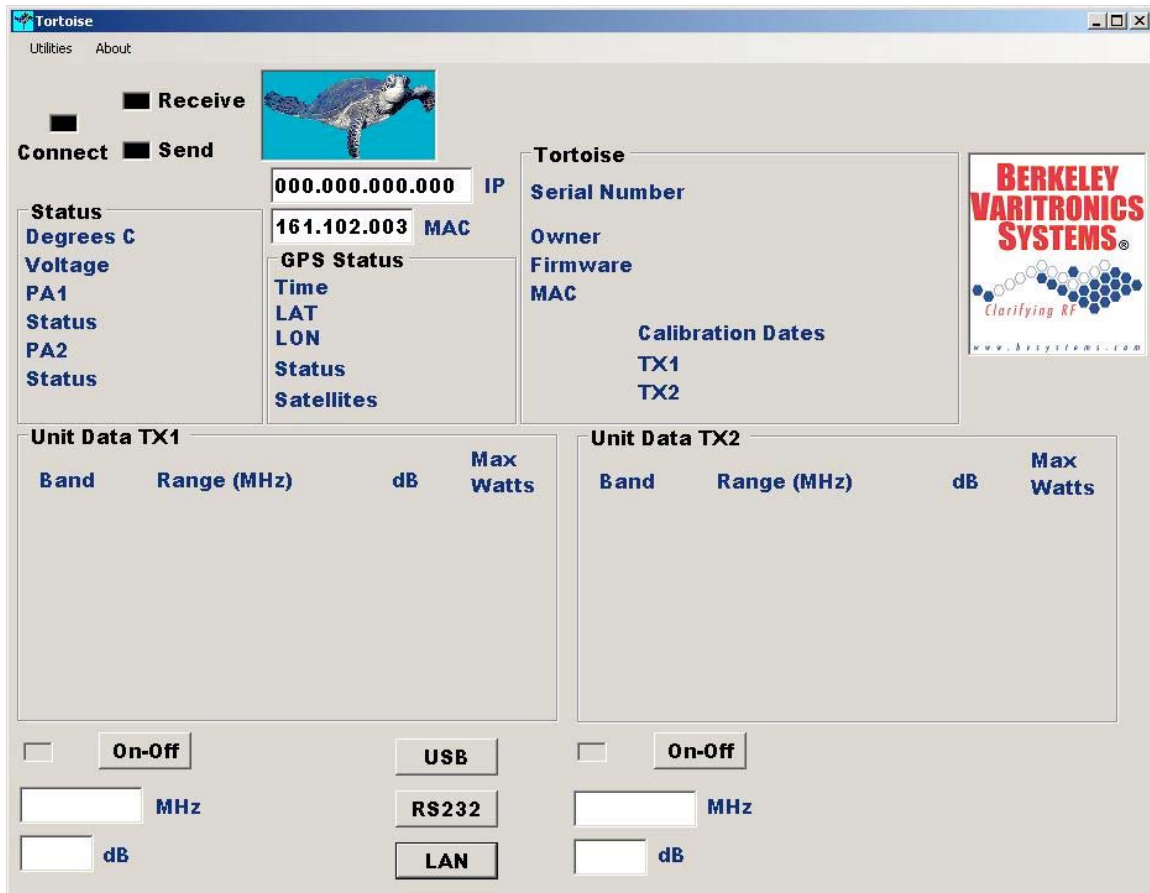 Tortoise
Utilities About
Receive
Connect
Send
000.000.000.000 IP
161.102.003 MAC
Status
Degrees C
Voltage
PA1
Status
PA2
Status
GPS Status
Time
LAT
LON
Status
Satellites
Tortoise
Serial Number
Owner
Firmware
MAC
Calibration Dates
TX1
TX2
BERKELEY
VARITRONICS
SYSTEMS®
Clarifying RF
www.bvsystems.com
Unit Data TX1
Band Range (MHz) dB Max Watts
Unit Data TX2
Band Range (MHz) dB Max Watts
On-Off
MHz
dB
USB
RS232
LAN
On-Off
MHz
dB